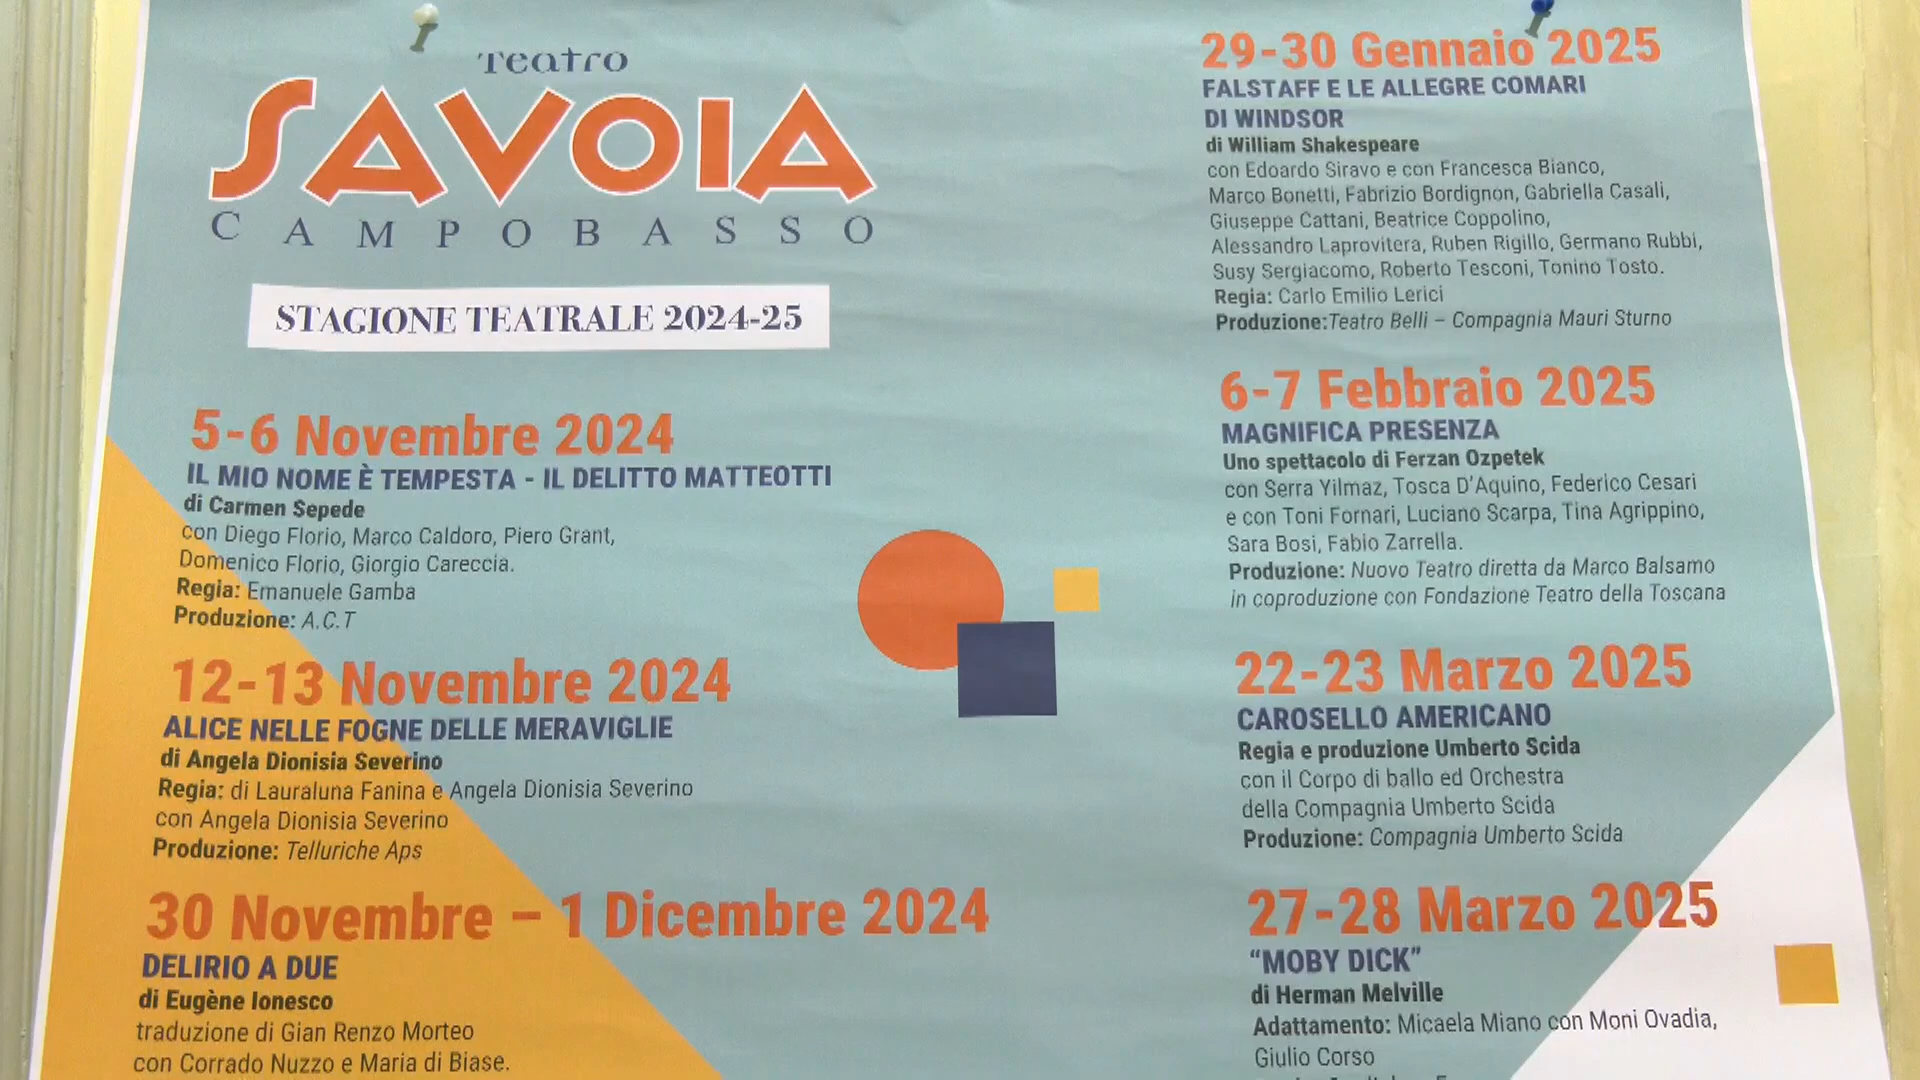 Teatro
SAVOIA
CAMPOBASSO
STAGIONE TEATRALE 2024-25
5-6 Novembre 2024
IL MIO NOME È TEMPESTA - IL DELITTO MATTEOTTI
di Carmen Sepede
con Diego Florio, Marco Caldoro, Piero Grant,
Domenico Florio, Giorgio Careccia.
Regia: Emanuele Gamba
Produzione: A.C.T
12-13 Novembre 2024
ALICE NELLE FOGNE DELLE MERAVIGLIE
di Angela Dionisia Severino
Regia: di Lauraluna Fanina e Angela Dionisia Severino
con Angela Dionisia Severino
Produzione: Telluriche Aps
30 Novembre – 1 Dicembre 2024
DELIRIO A DUE
di Eugène Ionesco
traduzione di Gian Renzo Morteo
con Corrado Nuzzo e Maria di Biase.
29-30 Gennaio 2025
FALSTAFF E LE ALLEGRE COMARI
DI WINDSOR
di William Shakespeare
con Edoardo Siravo e con Francesca Bianco,
Marco Bonetti, Fabrizio Bordignon, Gabriella Casali,
Giuseppe Cattani, Beatrice Coppolino,
Alessandro Laprovitera, Ruben Rigillo, Germano Rubbi,
Susy Sergiacomo, Roberto Tesconi, Tonino Tosto.
Regia: Carlo Emilio Lerici
Produzione:Teatro Belli – Compagnia Mauri Sturno
6-7 Febbraio 2025
MAGNIFICA PRESENZA
Uno spettacolo di Ferzan Ozpetek
con Serra Yilmaz, Tosca D'Aquino, Federico Cesari
e con Toni Fornari, Luciano Scarpa, Tina Agrippino,
Sara Bosi, Fabio Zarrella.
Produzione: Nuovo Teatro diretta da Marco Balsamo
in coproduzione con Fondazione Teatro della Toscana
22-23 Marzo 2025
CAROSELLO AMERICANO
Regia e produzione Umberto Scida
con il Corpo di ballo ed Orchestra
della Compagnia Umberto Scida
Produzione: Compagnia Umberto Scida
27-28 Marzo 2025
“MOBY DICK”
di Herman Melville
Adattamento: Micaela Miano con Moni Ovadia,
Giulio Corso